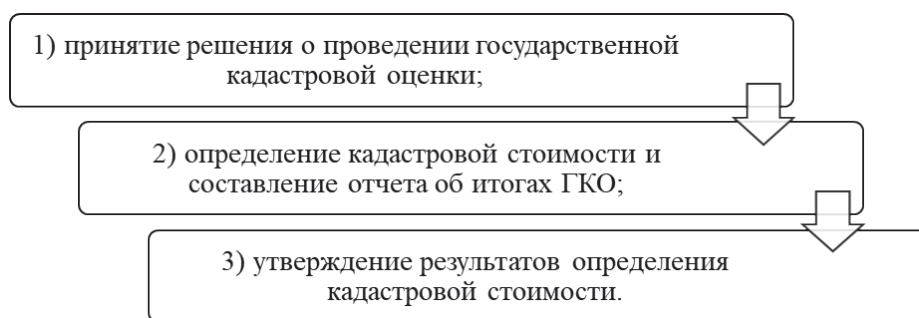 1) принятие решения о проведении государственной
кадастровой оценки;
2) определение кадастровой стоимости и
составление отчета об итогах ГКО;
3) утверждение результатов определения
кадастровой стоимости.